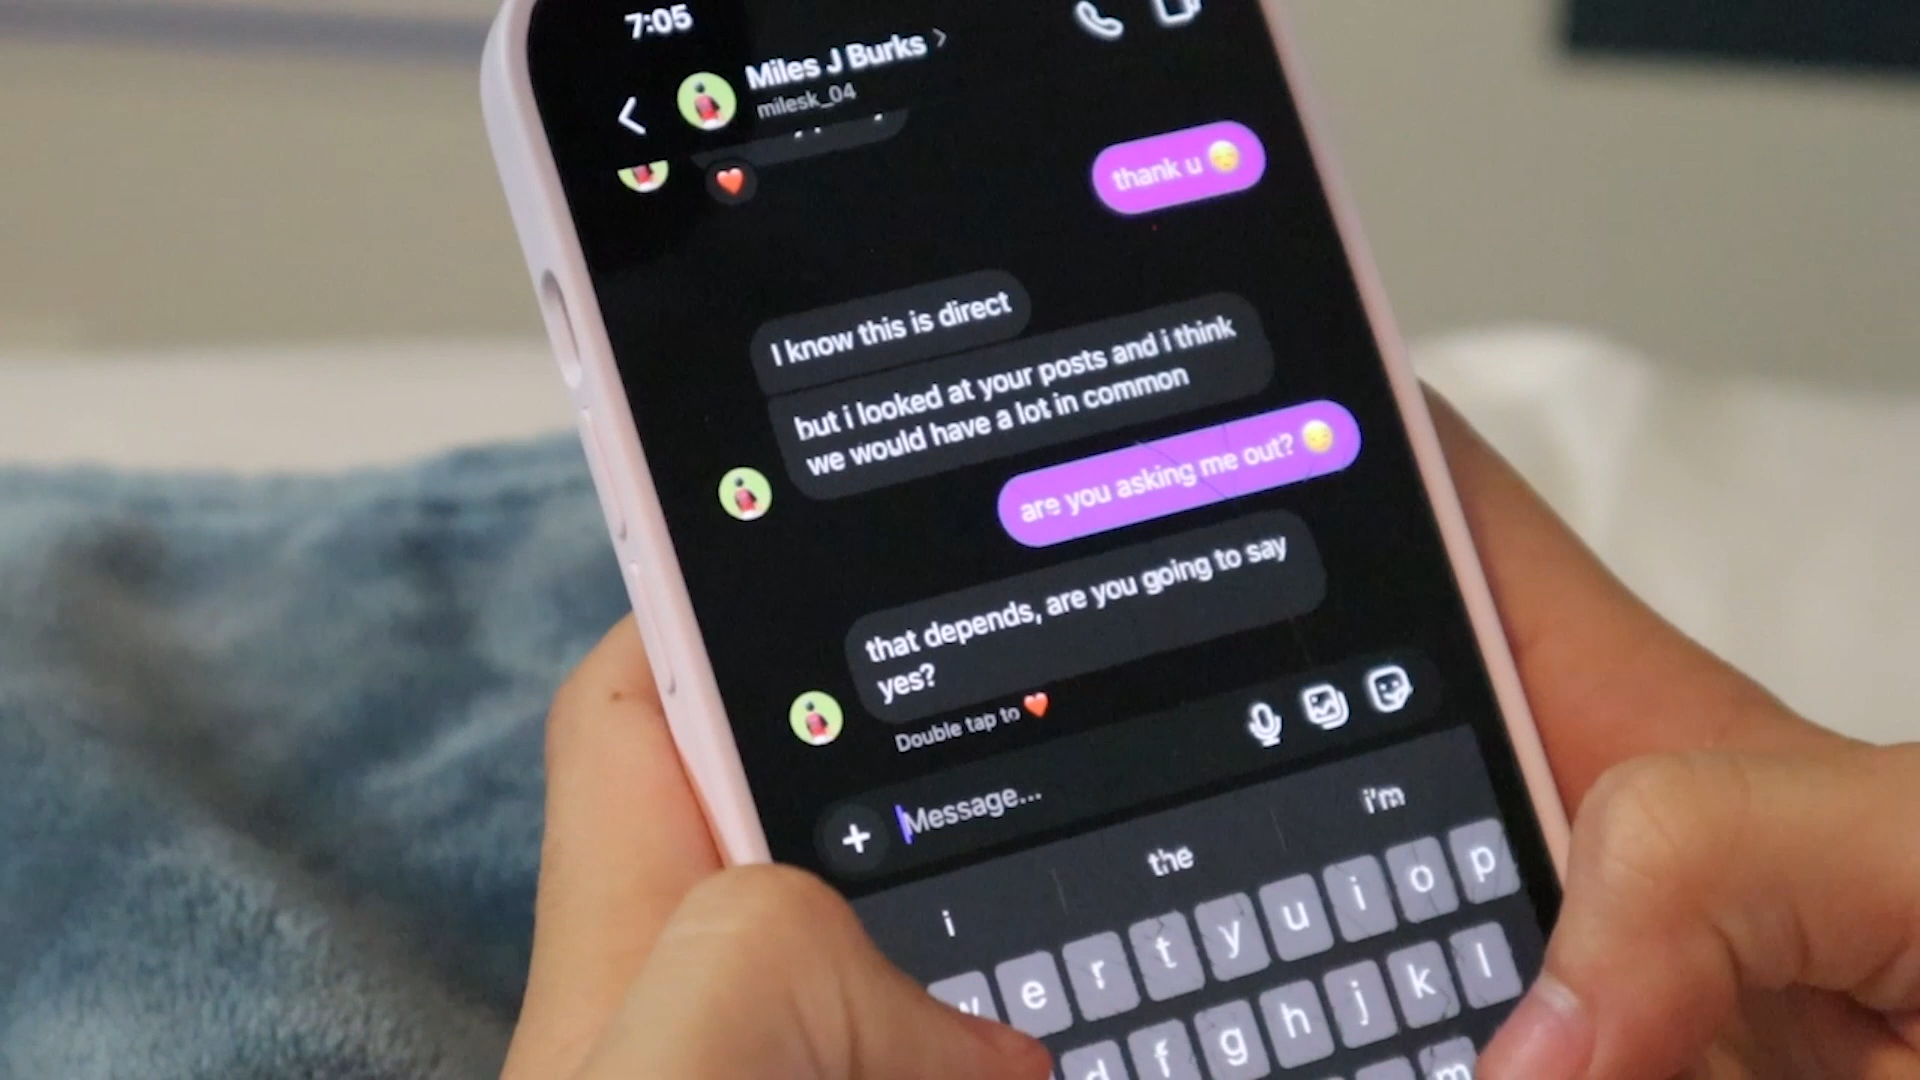 7:05
Miles J Burks
milesk_04
thank u
I know this is direct
but i looked at your posts and i think
we would have a lot in common
are you asking me out?
that depends, are you going to say
yes?
Double tap to
Message...
i the i'm
e r t y u i o p
d f g h j k l
m